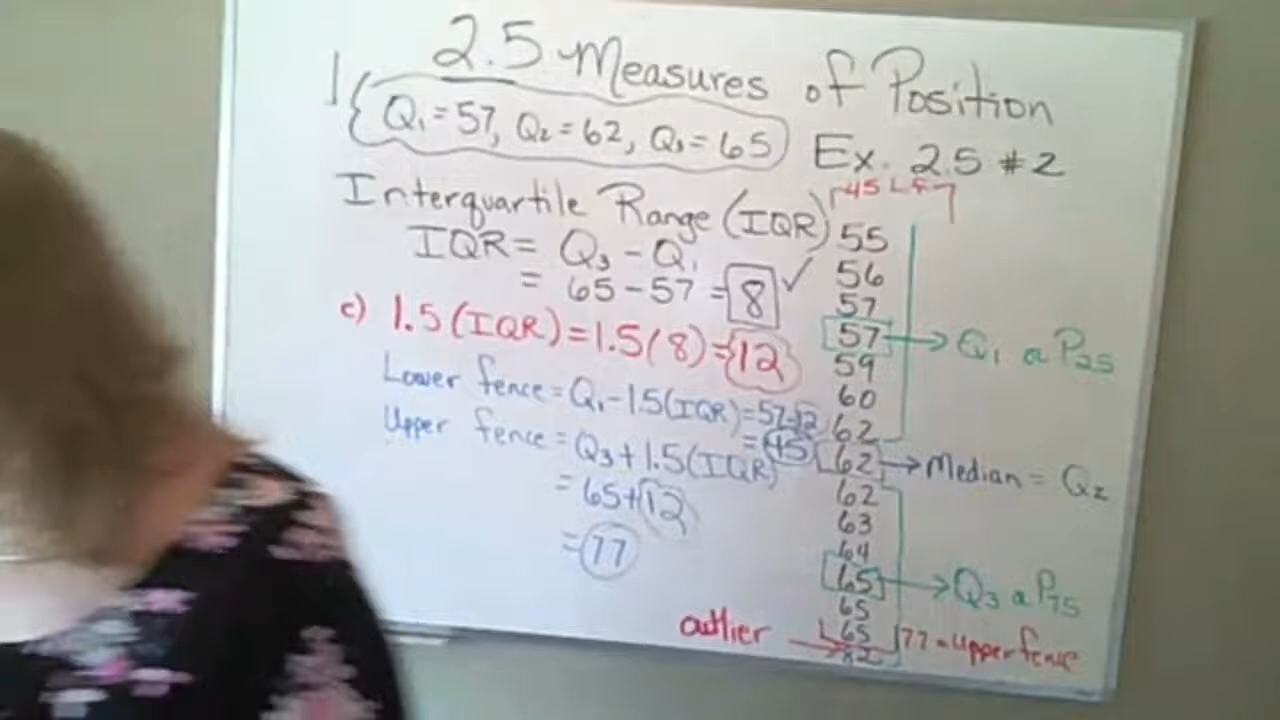 2.5 Measures of Position
Q₁ = 57, Q₂ = 62, Q₃ = 65
Ex. 2.5 #2
Interquartile Range (IQR)
IQR = Q₃ - Q₁
= 65 - 57 = 8 ✓
c) 1.5(IQR) = 1.5(8) = 12
Lower fence = Q₁ - 1.5(IQR) = 57-12
= 45
Upper fence = Q₃ + 1.5(IQR)
= 65+12
= 77
45 L.F.
55
56
57
57 → Q₁ a P₂₅
59
60
62
62 → Median = Q₂
62
63
64
65 → Q₃ a P₇₅
65
65
77 = Upper fence
outlier → 82